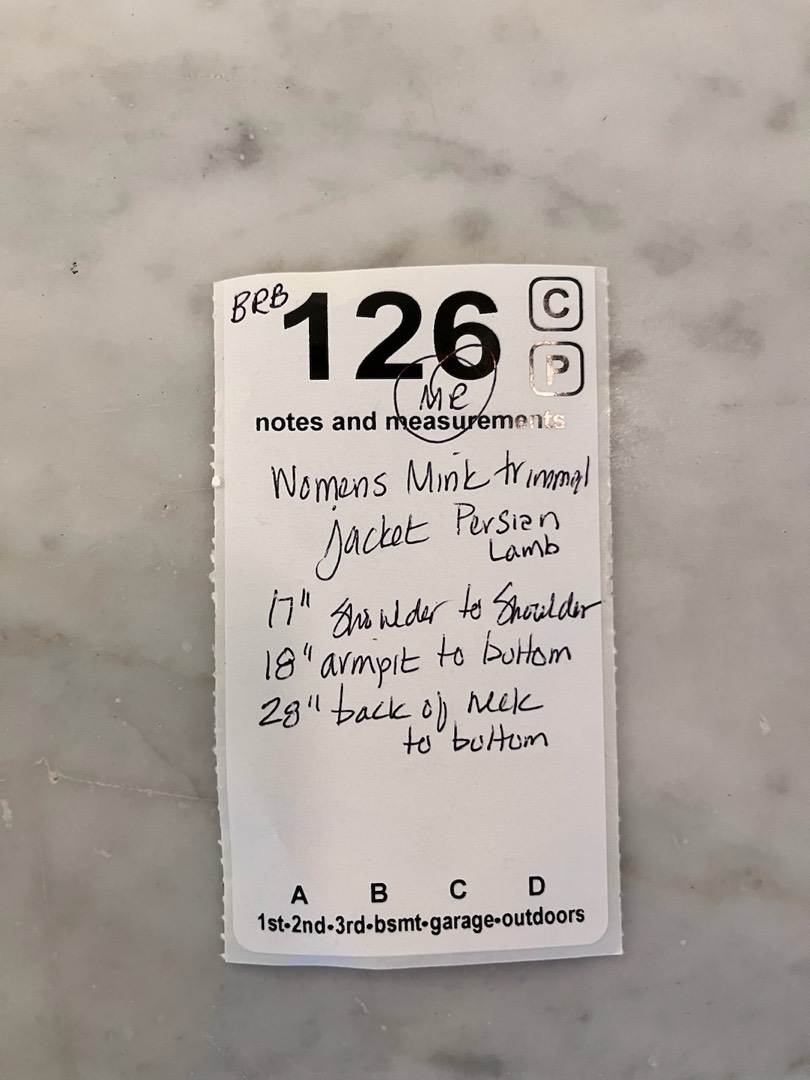 BRB 126 C
P
MR
notes and measurements
Womens Mink trimmed
jacket Persian
Lamb
17" Shoulder to Shoulder
18" armpit to bottom
28" back of neck
to bottom
A B C D
1st•2nd•3rd•bsmt•garage•outdoors